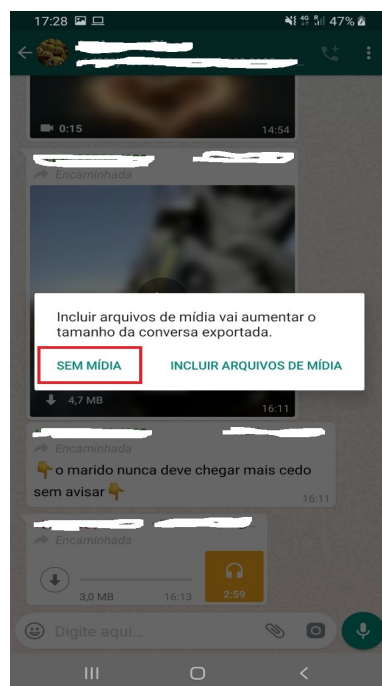 17:28 4G R 47%
0:15 14:54
Encaminhada
Incluir arquivos de mídia vai aumentar o
tamanho da conversa exportada.
SEM MÍDIA INCLUIR ARQUIVOS DE MÍDIA
4,7 MB 16:11
Encaminhada
👇o marido nunca deve chegar mais cedo
sem avisar👇 16:11
Encaminhada
3,0 MB 16:13 2:59
Digite aqui...